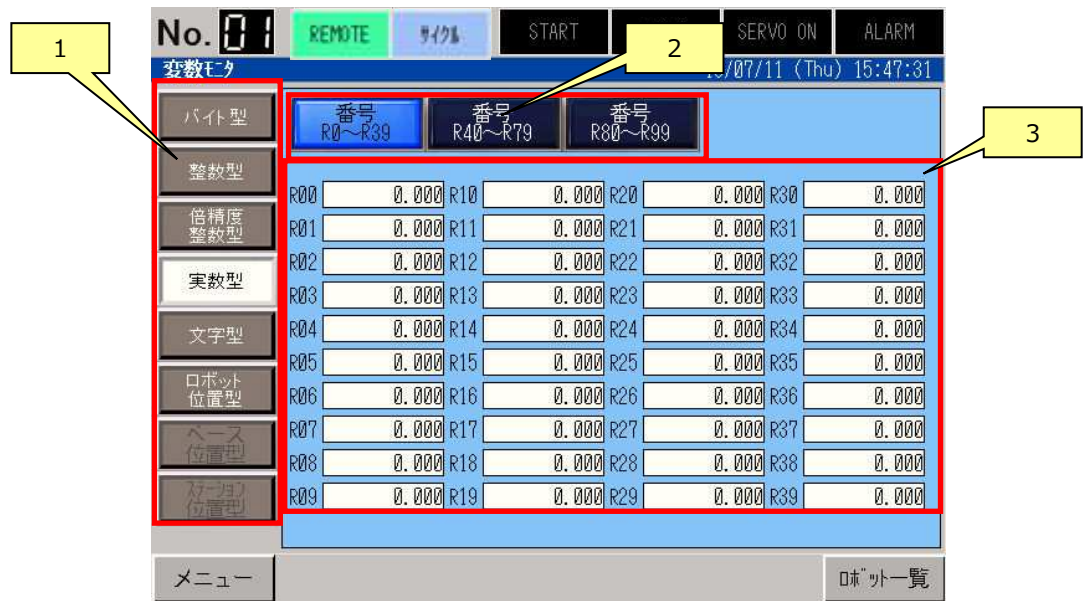 No. 01 REMOTE サイクル START SERVO ON ALARM
変数モニタ /07/11 (Thu) 15:47:31
1
2
3
バイト型
整数型
倍精度
整数型
実数型
文字型
ロボット
位置型
ベース
位置型
ステーション
位置型
番号
R0～R39
番号
R40～R79
番号
R80～R99
R00 0.000 R10 0.000 R20 0.000 R30 0.000
R01 0.000 R11 0.000 R21 0.000 R31 0.000
R02 0.000 R12 0.000 R22 0.000 R32 0.000
R03 0.000 R13 0.000 R23 0.000 R33 0.000
R04 0.000 R14 0.000 R24 0.000 R34 0.000
R05 0.000 R15 0.000 R25 0.000 R35 0.000
R06 0.000 R16 0.000 R26 0.000 R36 0.000
R07 0.000 R17 0.000 R27 0.000 R37 0.000
R08 0.000 R18 0.000 R28 0.000 R38 0.000
R09 0.000 R19 0.000 R29 0.000 R39 0.000
メニュー ロボット一覧